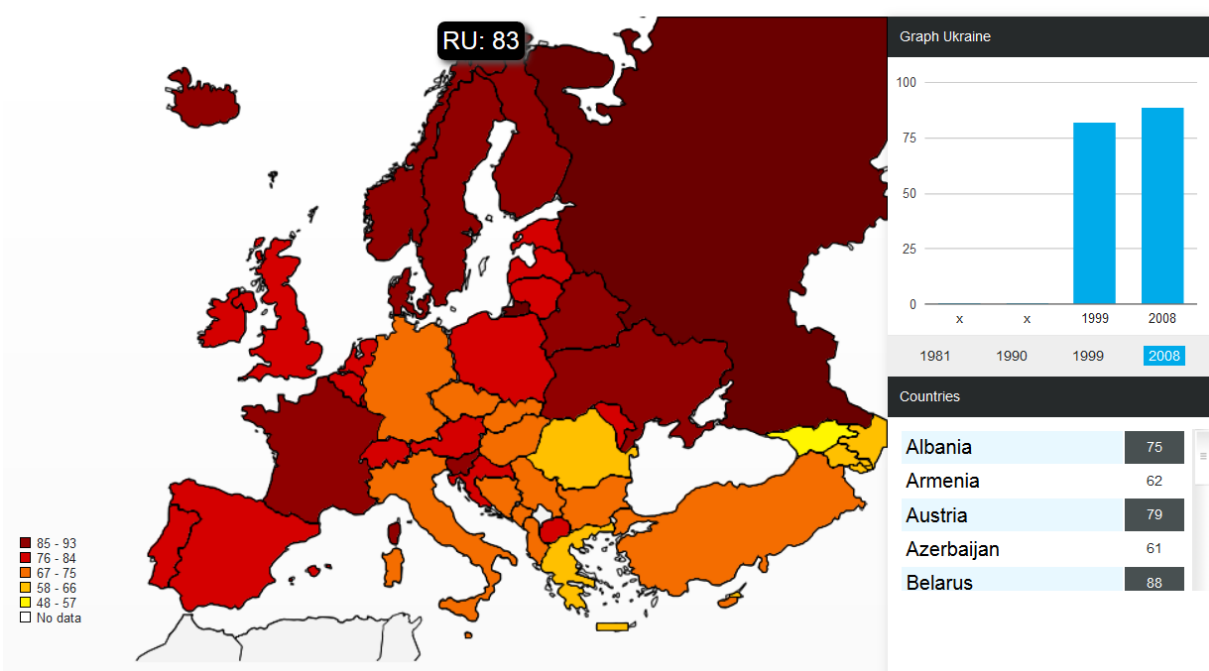 RU: 83
85 - 93
76 - 84
67 - 75
58 - 66
48 - 57
No data
Graph Ukraine
100
75
50
25
0
x x 1999 2008
1981 1990 1999 2008
Countries
Albania 75
Armenia 62
Austria 79
Azerbaijan 61
Belarus 88